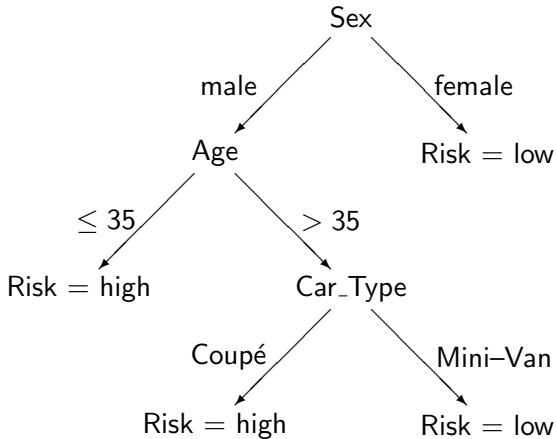 Sex
male
female
Age
Risk = low
≤ 35
> 35
Risk = high
Car_Type
Coupé
Mini–Van
Risk = high
Risk = low